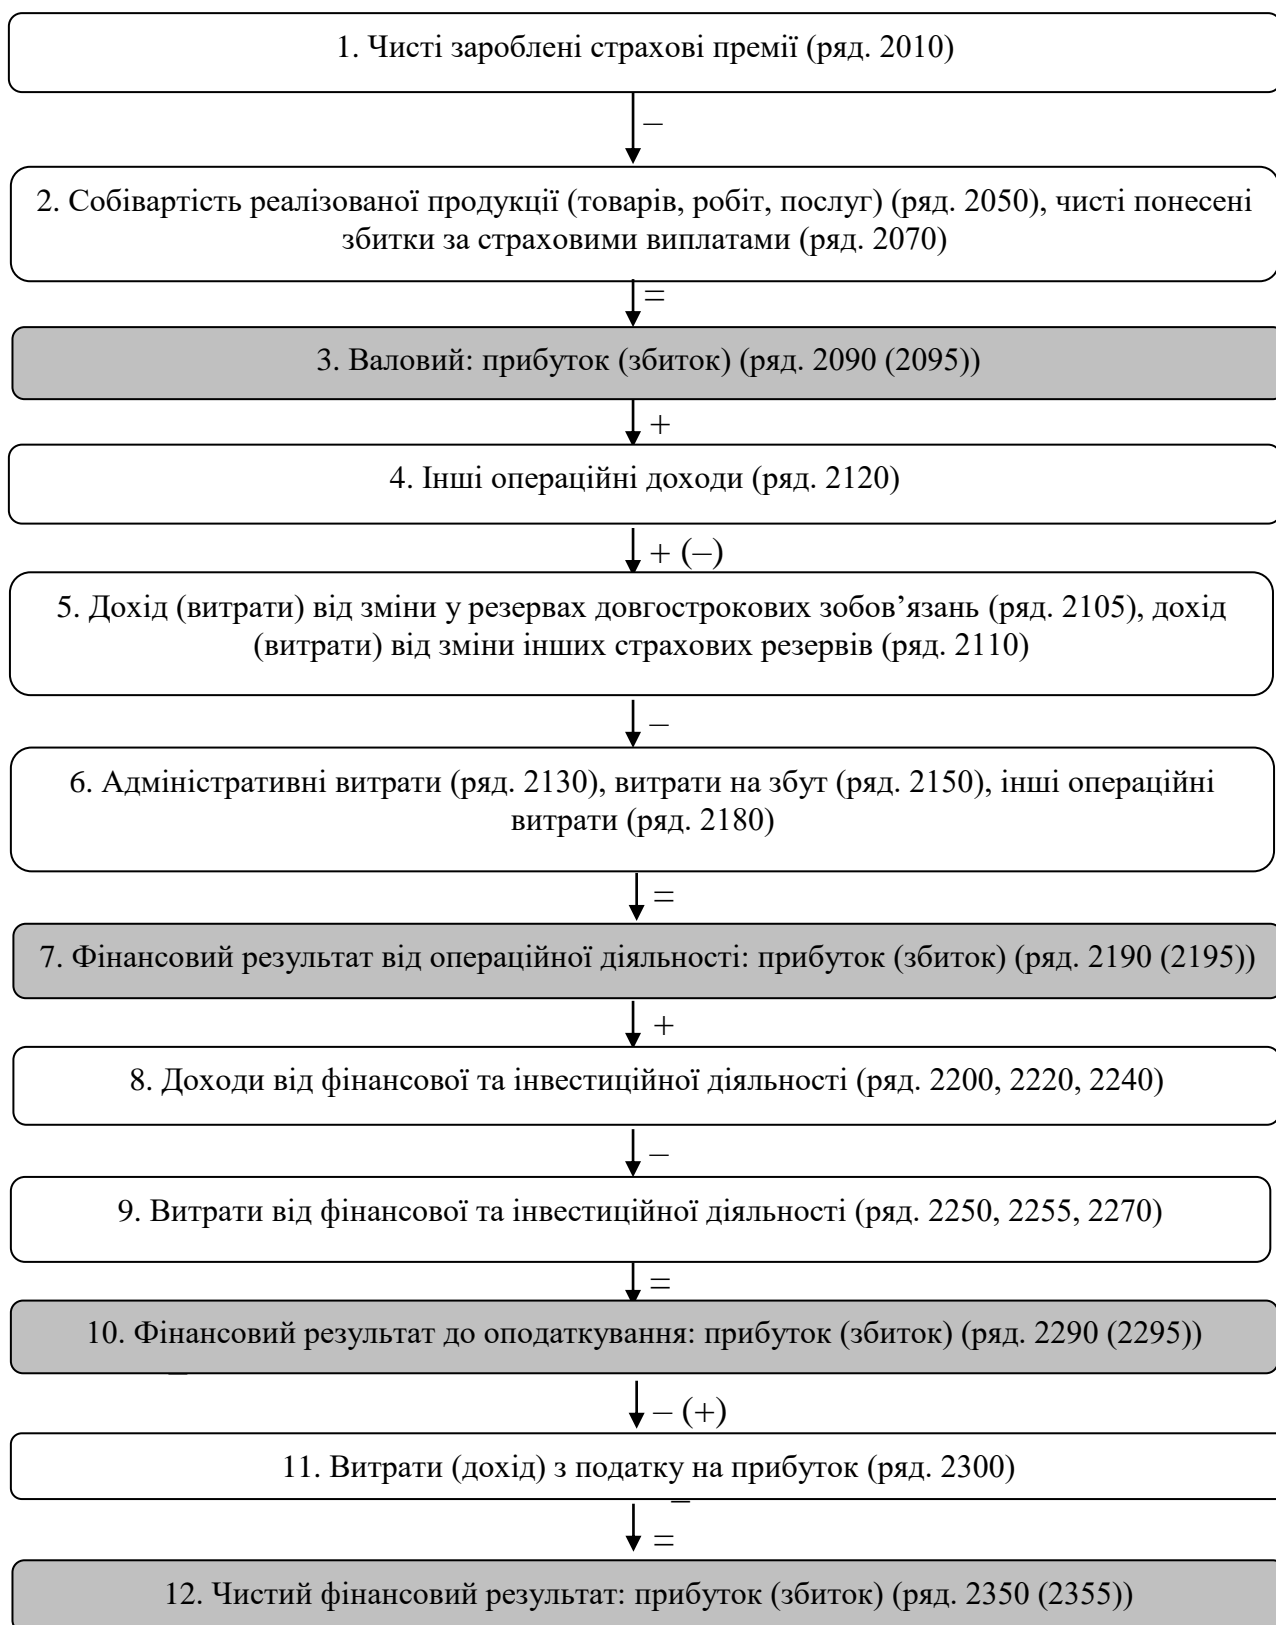 1. Чисті зароблені страхові премії (ряд. 2010)
–
2. Собівартість реалізованої продукції (товарів, робіт, послуг) (ряд. 2050), чисті понесені
збитки за страховими виплатами (ряд. 2070)
=
3. Валовий: прибуток (збиток) (ряд. 2090 (2095))
+
4. Інші операційні доходи (ряд. 2120)
+ (–)
5. Дохід (витрати) від зміни у резервах довгострокових зобов’язань (ряд. 2105), дохід
(витрати) від зміни інших страхових резервів (ряд. 2110)
–
6. Адміністративні витрати (ряд. 2130), витрати на збут (ряд. 2150), інші операційні
витрати (ряд. 2180)
=
7. Фінансовий результат від операційної діяльності: прибуток (збиток) (ряд. 2190 (2195))
+
8. Доходи від фінансової та інвестиційної діяльності (ряд. 2200, 2220, 2240)
–
9. Витрати від фінансової та інвестиційної діяльності (ряд. 2250, 2255, 2270)
=
10. Фінансовий результат до оподаткування: прибуток (збиток) (ряд. 2290 (2295))
– (+)
11. Витрати (дохід) з податку на прибуток (ряд. 2300)
=
12. Чистий фінансовий результат: прибуток (збиток) (ряд. 2350 (2355))